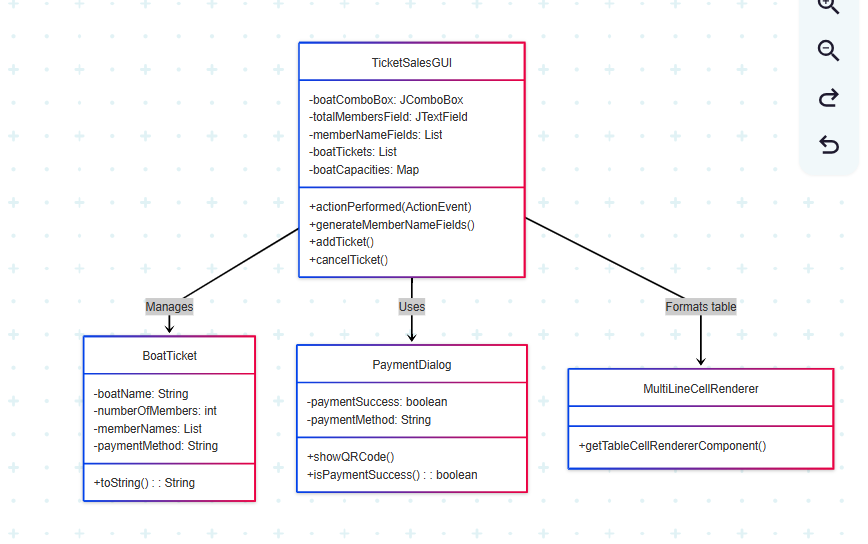 TicketSalesGUI
-boatComboBox: JComboBox
-totalMembersField: JTextField
-memberNameFields: List
-boatTickets: List
-boatCapacities: Map
+actionPerformed(ActionEvent)
+generateMemberNameFields()
+addTicket()
+cancelTicket()
Manages
Uses
Formats table
BoatTicket
-boatName: String
-numberOfMembers: int
-memberNames: List
-paymentMethod: String
+toString() : : String
PaymentDialog
-paymentSuccess: boolean
-paymentMethod: String
+showQRCode()
+isPaymentSuccess() : : boolean
MultiLineCellRenderer
+getTableCellRendererComponent()